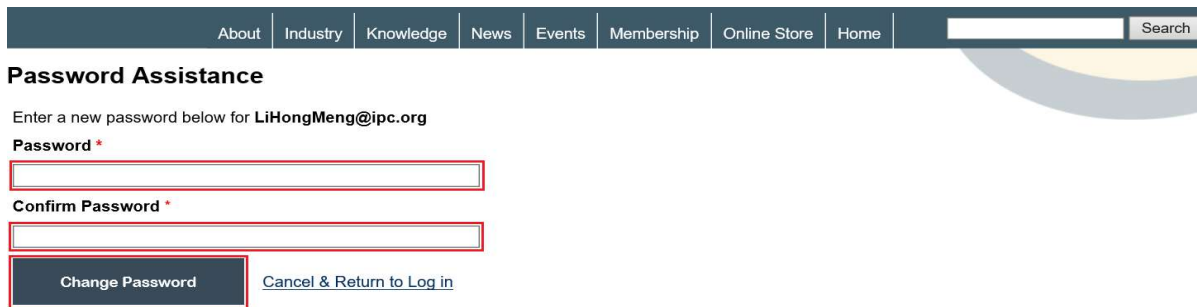 About Industry Knowledge News Events Membership Online Store Home Search
Password Assistance
Enter a new password below for LiHongMeng@ipc.org
Password *
Confirm Password *
Change Password Cancel & Return to Log in